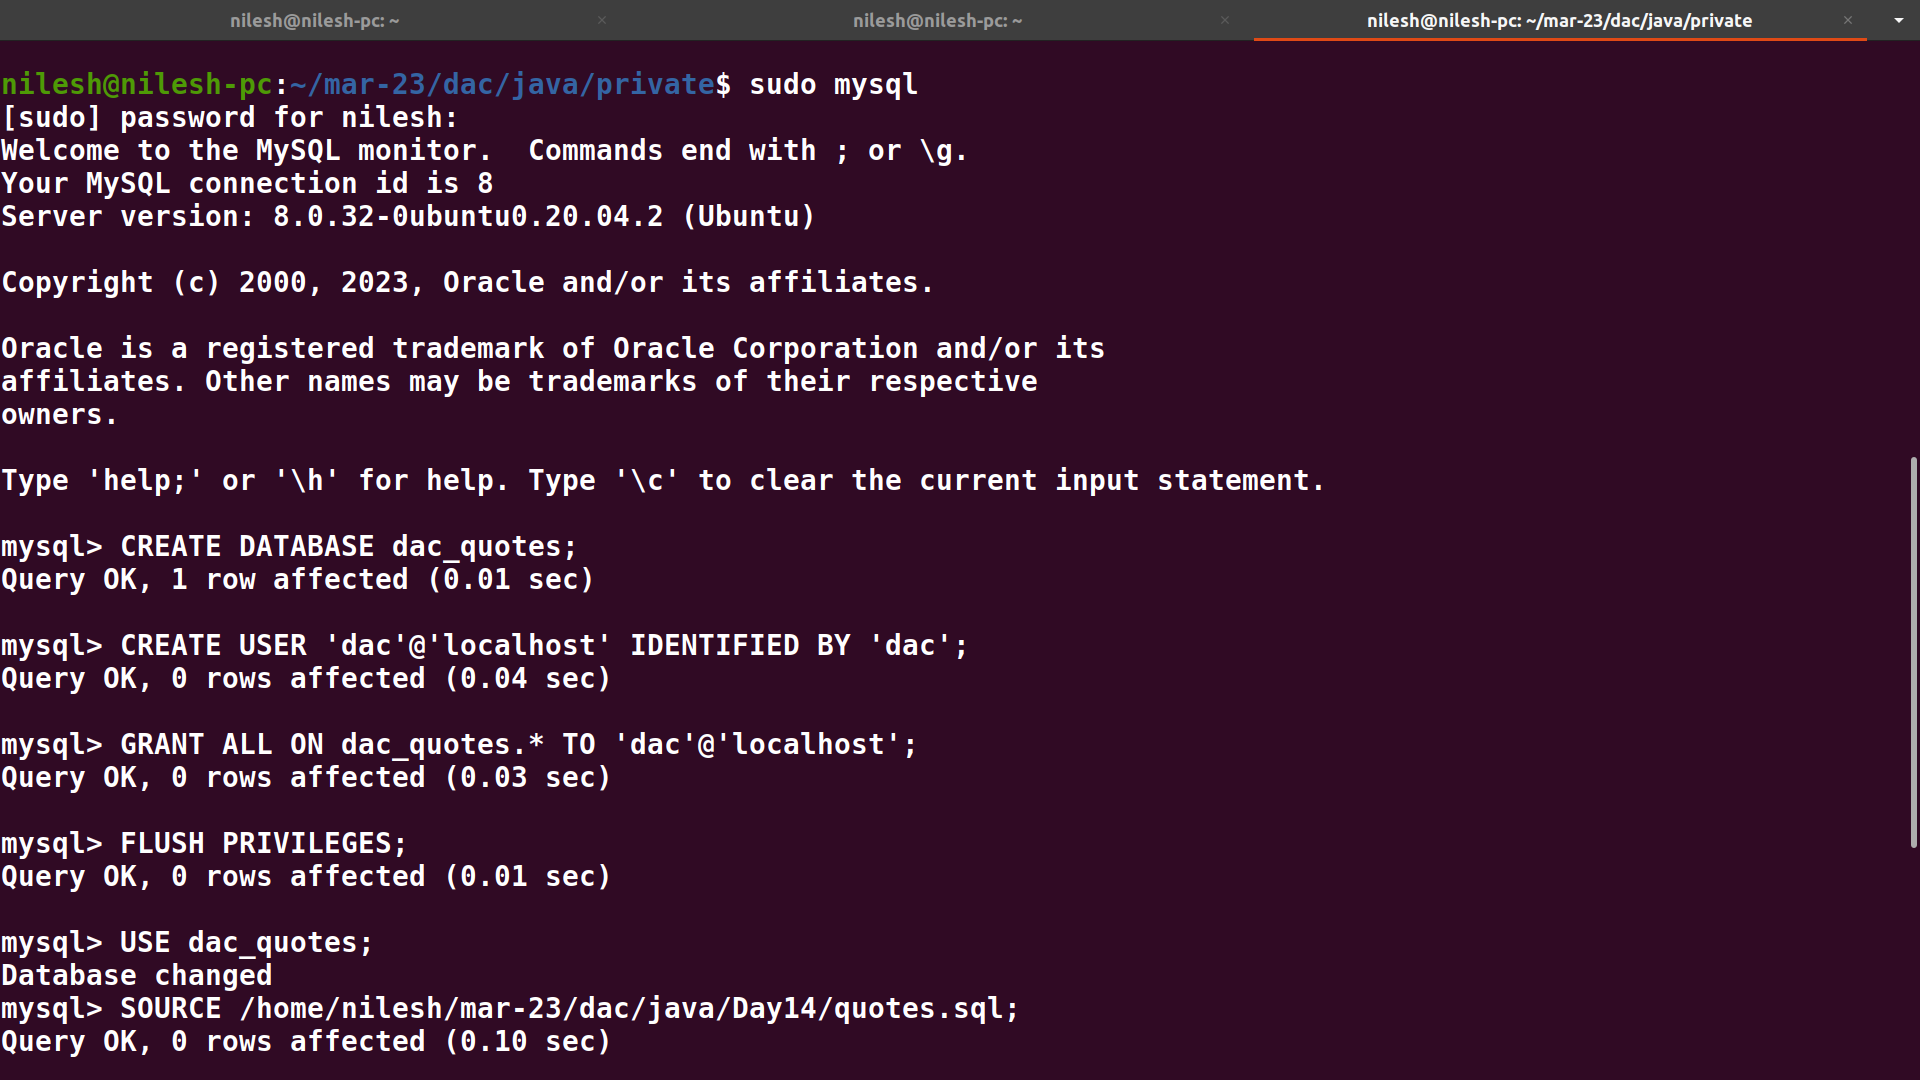 nilesh@nilesh-pc: ~
nilesh@nilesh-pc: ~
nilesh@nilesh-pc: ~/mar-23/dac/java/private
nilesh@nilesh-pc:~/mar-23/dac/java/private$ sudo mysql
[sudo] password for nilesh:
Welcome to the MySQL monitor.  Commands end with ; or \g.
Your MySQL connection id is 8
Server version: 8.0.32-0ubuntu0.20.04.2 (Ubuntu)
Copyright (c) 2000, 2023, Oracle and/or its affiliates.
Oracle is a registered trademark of Oracle Corporation and/or its
affiliates. Other names may be trademarks of their respective
owners.
Type 'help;' or '\h' for help. Type '\c' to clear the current input statement.
mysql> CREATE DATABASE dac_quotes;
Query OK, 1 row affected (0.01 sec)
mysql> CREATE USER 'dac'@'localhost' IDENTIFIED BY 'dac';
Query OK, 0 rows affected (0.04 sec)
mysql> GRANT ALL ON dac_quotes.* TO 'dac'@'localhost';
Query OK, 0 rows affected (0.03 sec)
mysql> FLUSH PRIVILEGES;
Query OK, 0 rows affected (0.01 sec)
mysql> USE dac_quotes;
Database changed
mysql> SOURCE /home/nilesh/mar-23/dac/java/Day14/quotes.sql;
Query OK, 0 rows affected (0.10 sec)